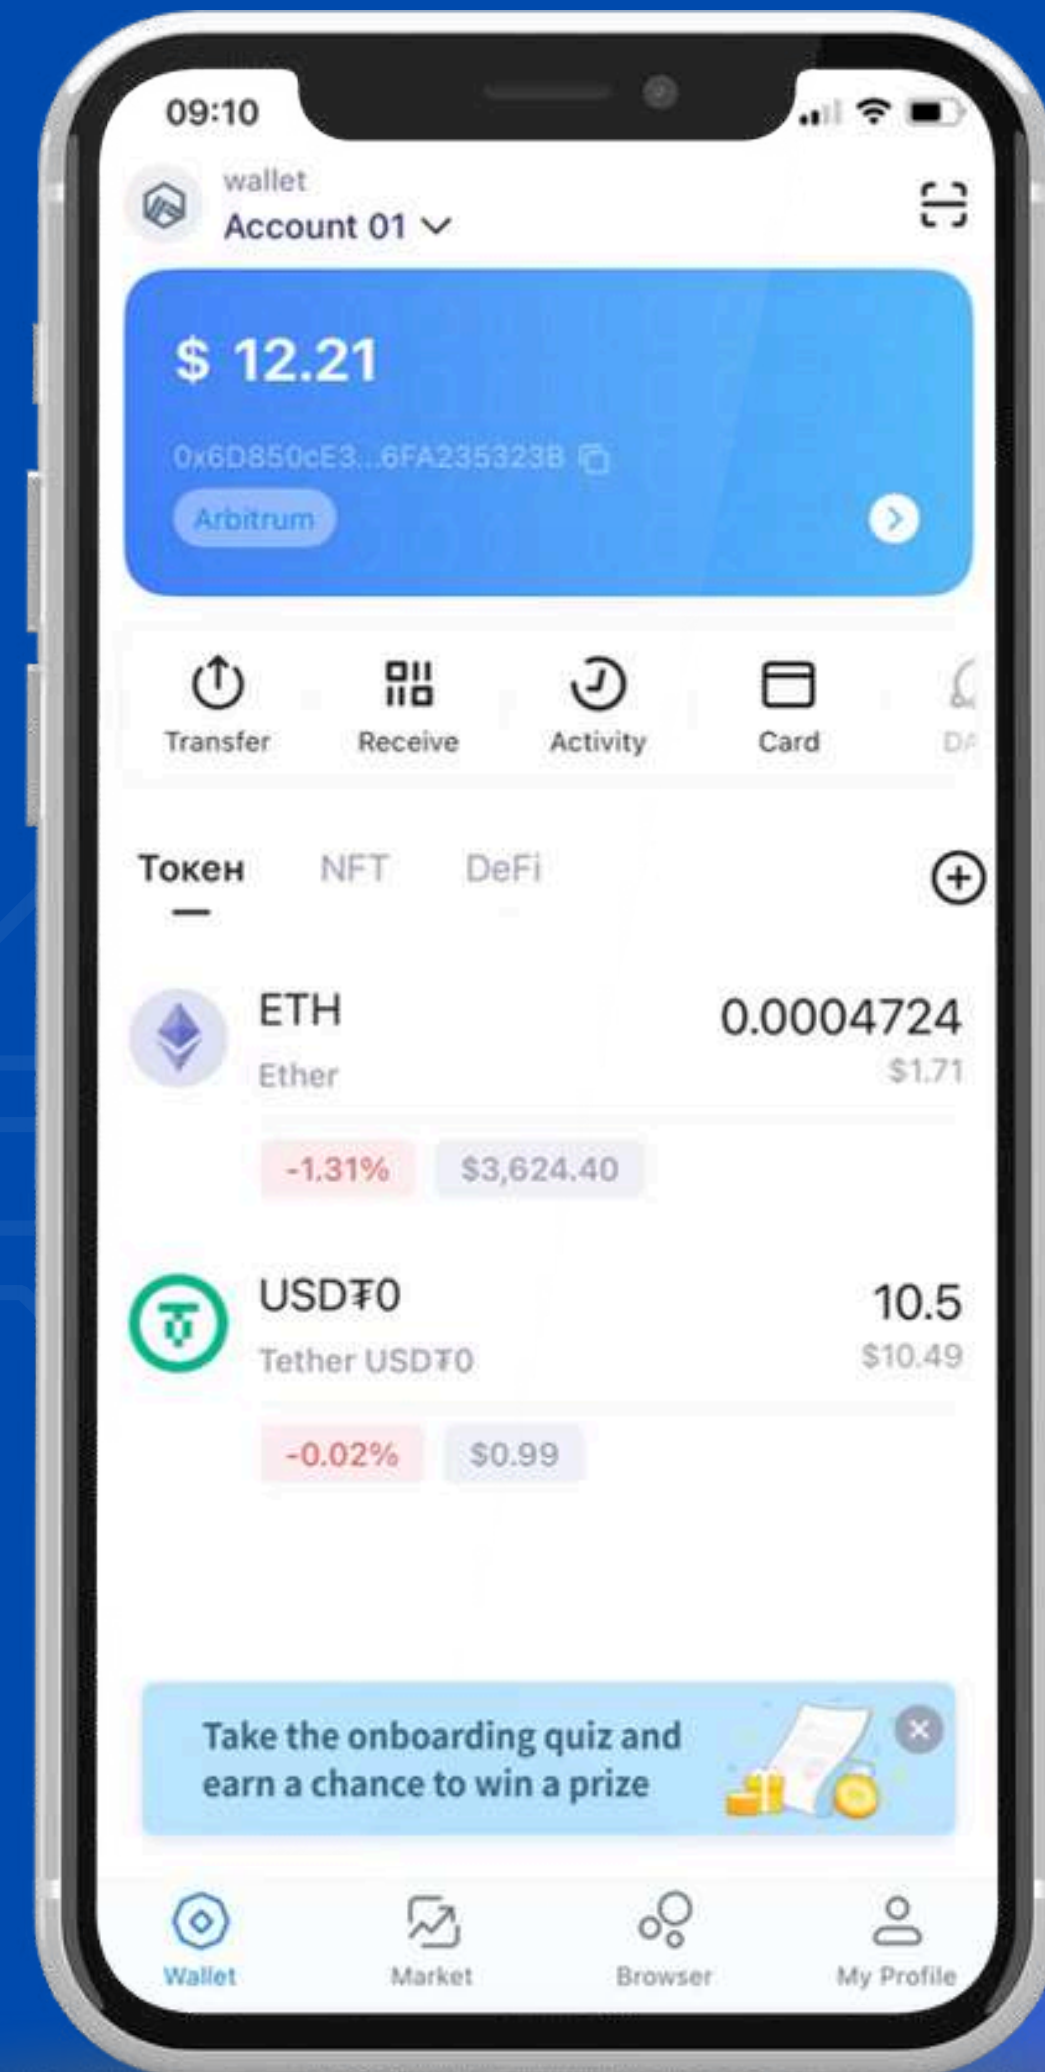 09:10
wallet
Account 01
$ 12.21
0x6D850cE3...6FA235323B
Arbitrum
Transfer Receive Activity Card DA
Токен NFT DeFi
ETH 0.0004724
Ether $1.71
-1.31% $3,624.40
USD₮0 10.5
Tether USD₮0 $10.49
-0.02% $0.99
Take the onboarding quiz and
earn a chance to win a prize
Wallet Market Browser My Profile